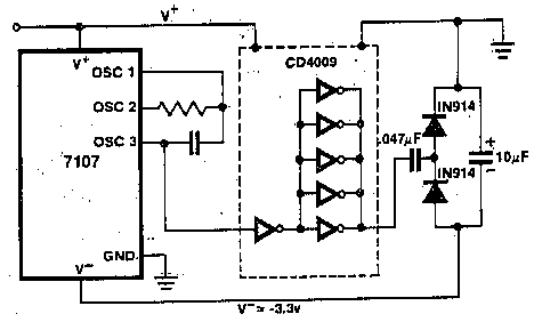 V+
V+
OSC 1
OSC 2
OSC 3
7107
GND
V−
CD4009
.047µF
IN914
IN914
+
10µF
−
V− ≈ -3.3v